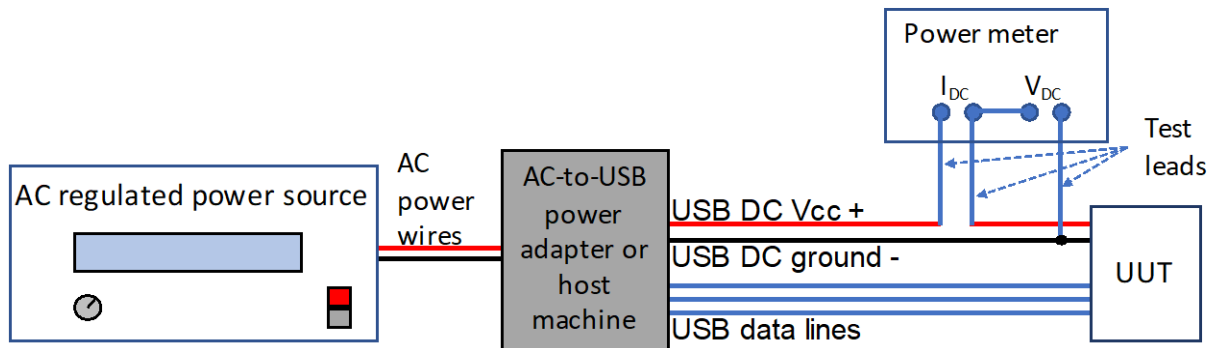 Power meter
I_DC V_DC
Test
leads
AC regulated power source
AC
power
wires
AC-to-USB
power
adapter or
host
machine
USB DC Vcc +
USB DC ground -
USB data lines
UUT